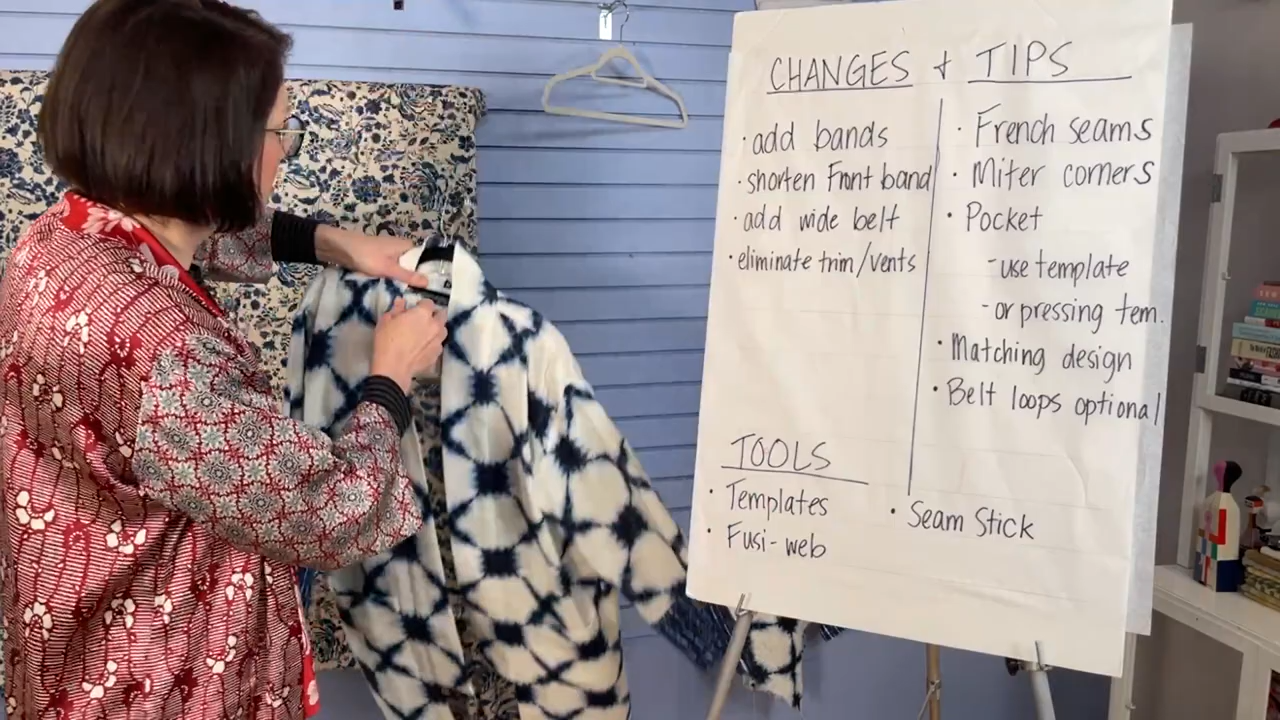 CHANGES & TIPS
· add bands
· shorten Front band
· add wide belt
· eliminate trim/vents
· French seams
· Miter corners
· Pocket
- use template
- or pressing tem.
· Matching design
· Belt loops optional
TOOLS
· Templates
· Fusi-web
· Seam Stick